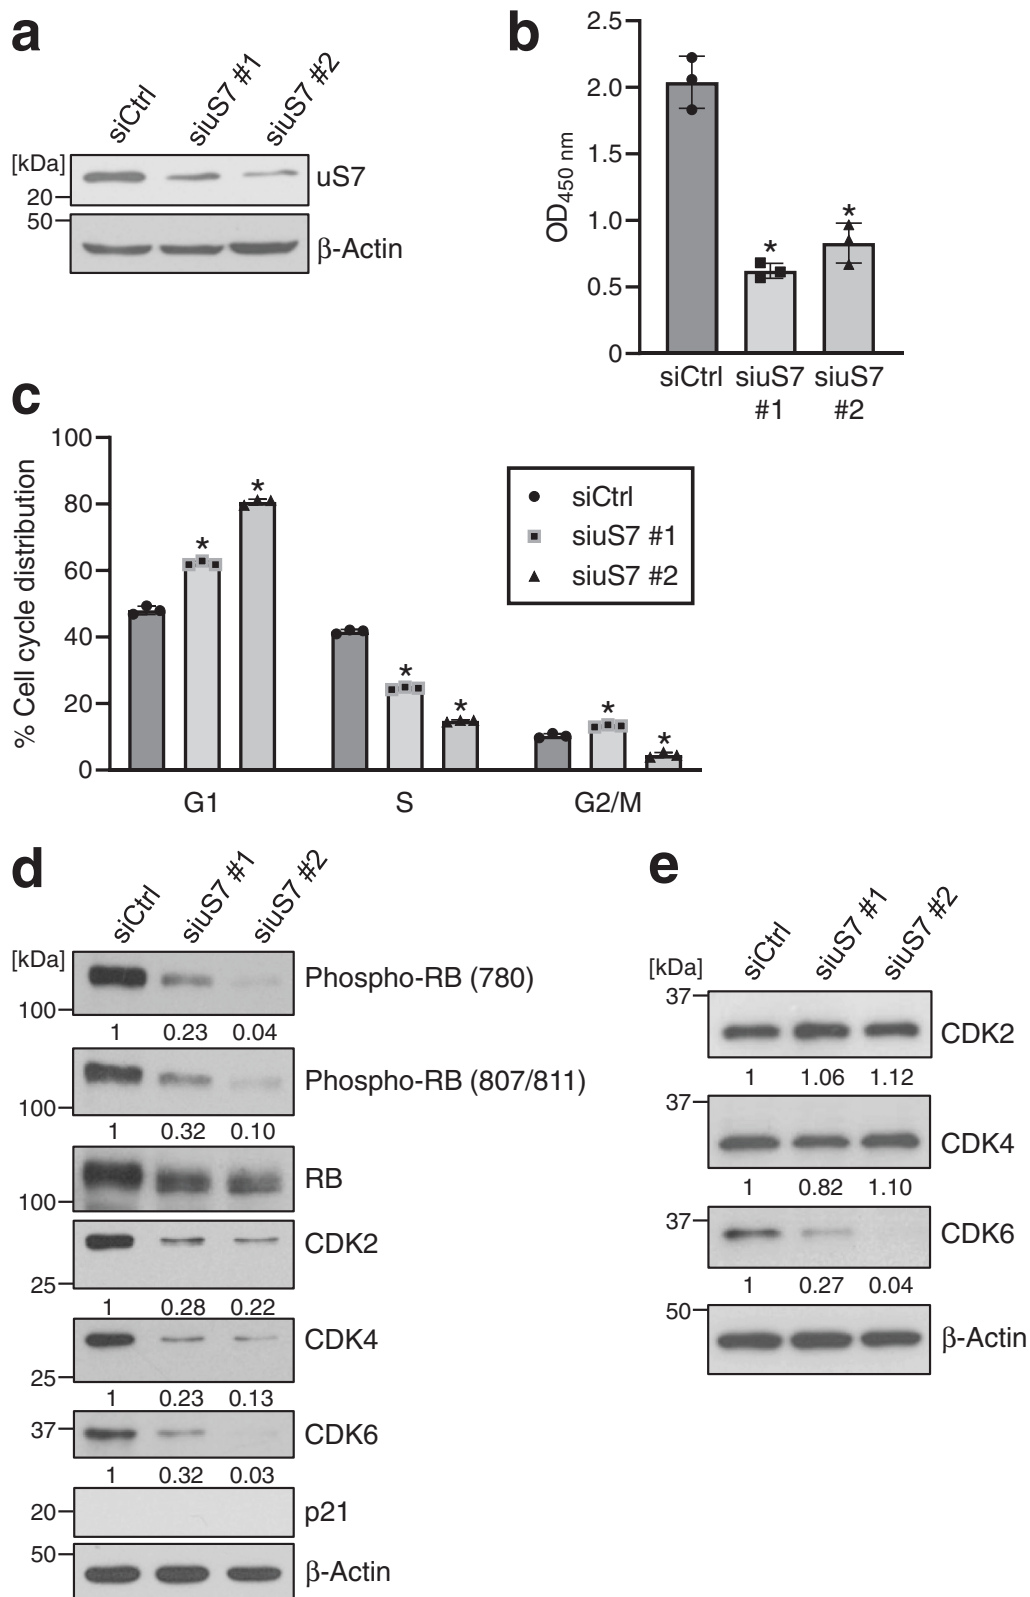 a
siCtrl siuS7 #1 siuS7 #2
[kDa]
uS7
20
50
β-Actin
b
2.5
2.0
1.5
1.0
0.5
0
OD450 nm
*
*
siCtrl siuS7 siuS7
#1 #2
c
100
80
60
40
20
0
% Cell cycle distribution
* *
* *
* *
G1 S G2/M
siCtrl
siuS7 #1
siuS7 #2
d
siCtrl siuS7 #1 siuS7 #2
[kDa]
Phospho-RB (780)
100
1 0.23 0.04
Phospho-RB (807/811)
100
1 0.32 0.10
RB
100
CDK2
25
1 0.28 0.22
CDK4
25
1 0.23 0.13
37 CDK6
1 0.32 0.03
20 p21
50
β-Actin
e
siCtrl siuS7 #1 siuS7 #2
[kDa]
37
CDK2
1 1.06 1.12
37
CDK4
1 0.82 1.10
37
CDK6
1 0.27 0.04
50
β-Actin